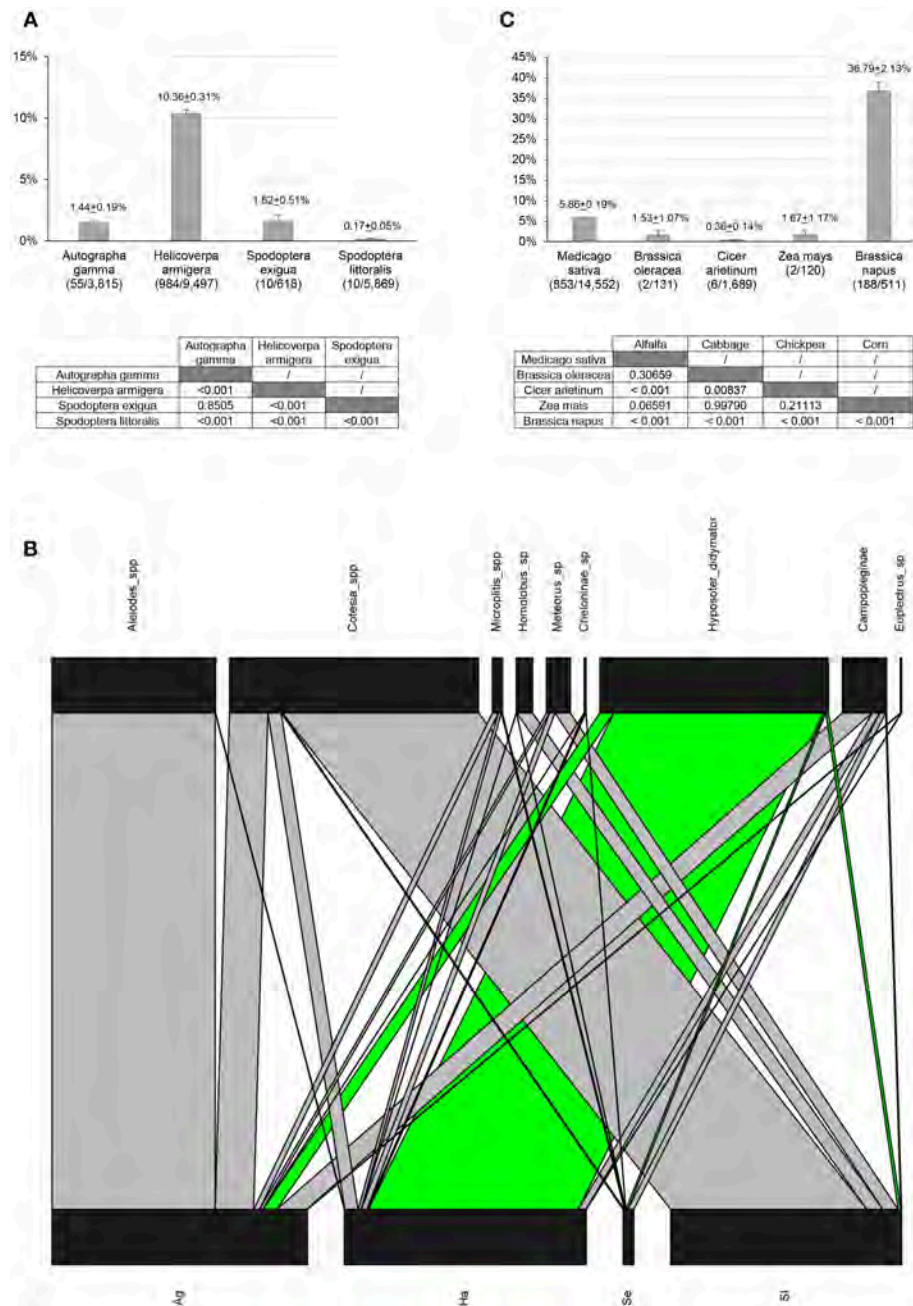 A
15%
10%
5%
0%
1.44±0.19%
10.36±0.31%
1.62±0.51%
0.17±0.05%
Autographa gamma (55/3,815)
Helicoverpa armigera (984/9,497)
Spodoptera exigua (10/618)
Spodoptera littoralis (10/5,869)
Autographa gamma Helicoverpa armigera Spodoptera exigua
Autographa gamma / /
Helicoverpa armigera <0.001 /
Spodoptera exigua 0.8505 <0.001
Spodoptera littoralis <0.001 <0.001 <0.001
C
45%
40%
35%
30%
25%
20%
15%
10%
5%
0%
5.86±0.19%
1.53±1.07%
0.36±0.14%
1.67±1.17%
36.79±2.13%
Medicago sativa (853/14,552)
Brassica oleracea (2/131)
Cicer arietinum (6/1,689)
Zea mays (2/120)
Brassica napus (188/511)
Alfalfa Cabbage Chickpea Corn
Medicago sativa / / /
Brassica oleracea 0.30659 / /
Cicer arietinum < 0.001 0.00837 /
Zea mais 0.06591 0.99790 0.21113
Brassica napus < 0.001 < 0.001 < 0.001 < 0.001
B
Aleiodes_spp
Cotesia_spp
Microplitis_spp
Homolobus_sp
Meteorus_sp
Cheloninae_sp
Hyposoter_didymator
Campopleginae
Euplectrus_sp
Ag
Ha
Se
Sl